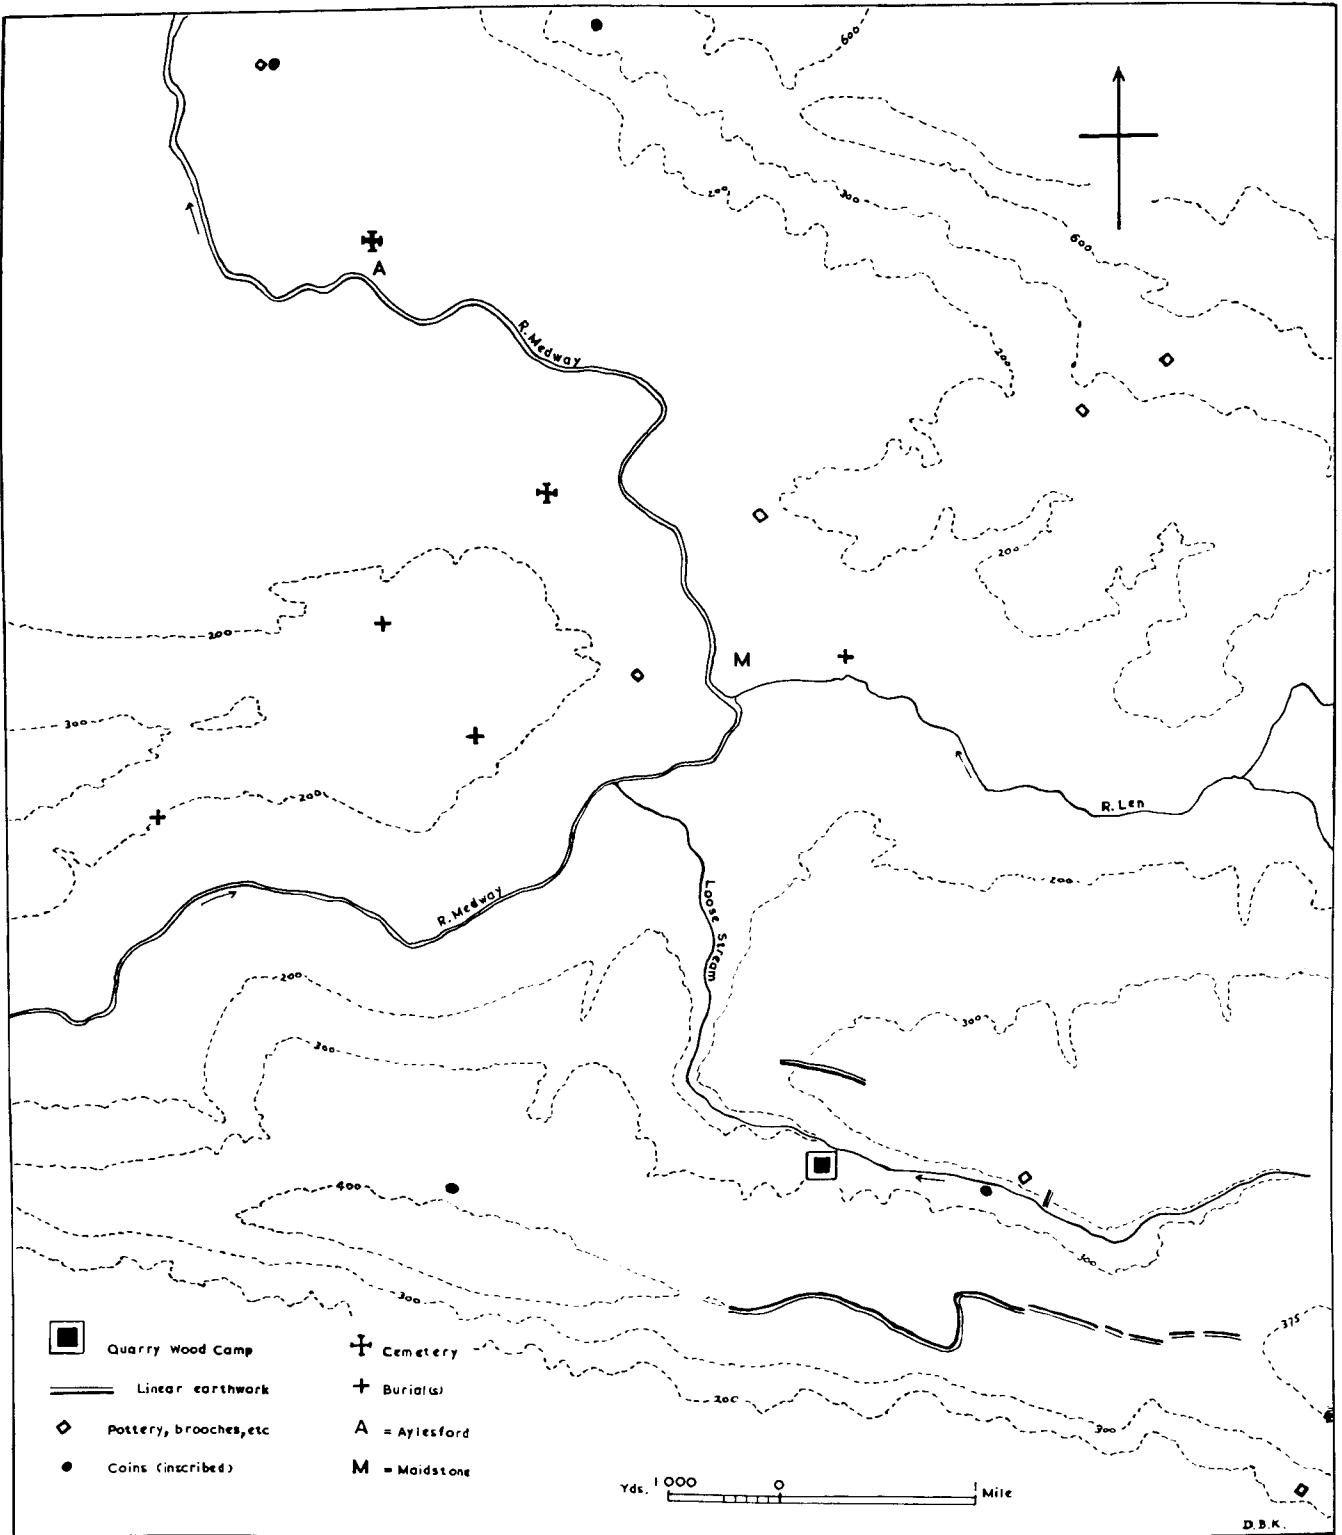 600
200
300
600
A
R. Medway
200
200
200
M
300
200
R. Len
200
R. Medway
Loose Stream
200
300
300
400
300
300
375
Quarry Wood Camp
Linear earthwork
Pottery, brooches, etc
Coins (inscribed)
Cemetery
Burial(s)
A = Aylesford
M = Maidstone
200
300
Yds. 1000 0 1 Mile
D.B.K.